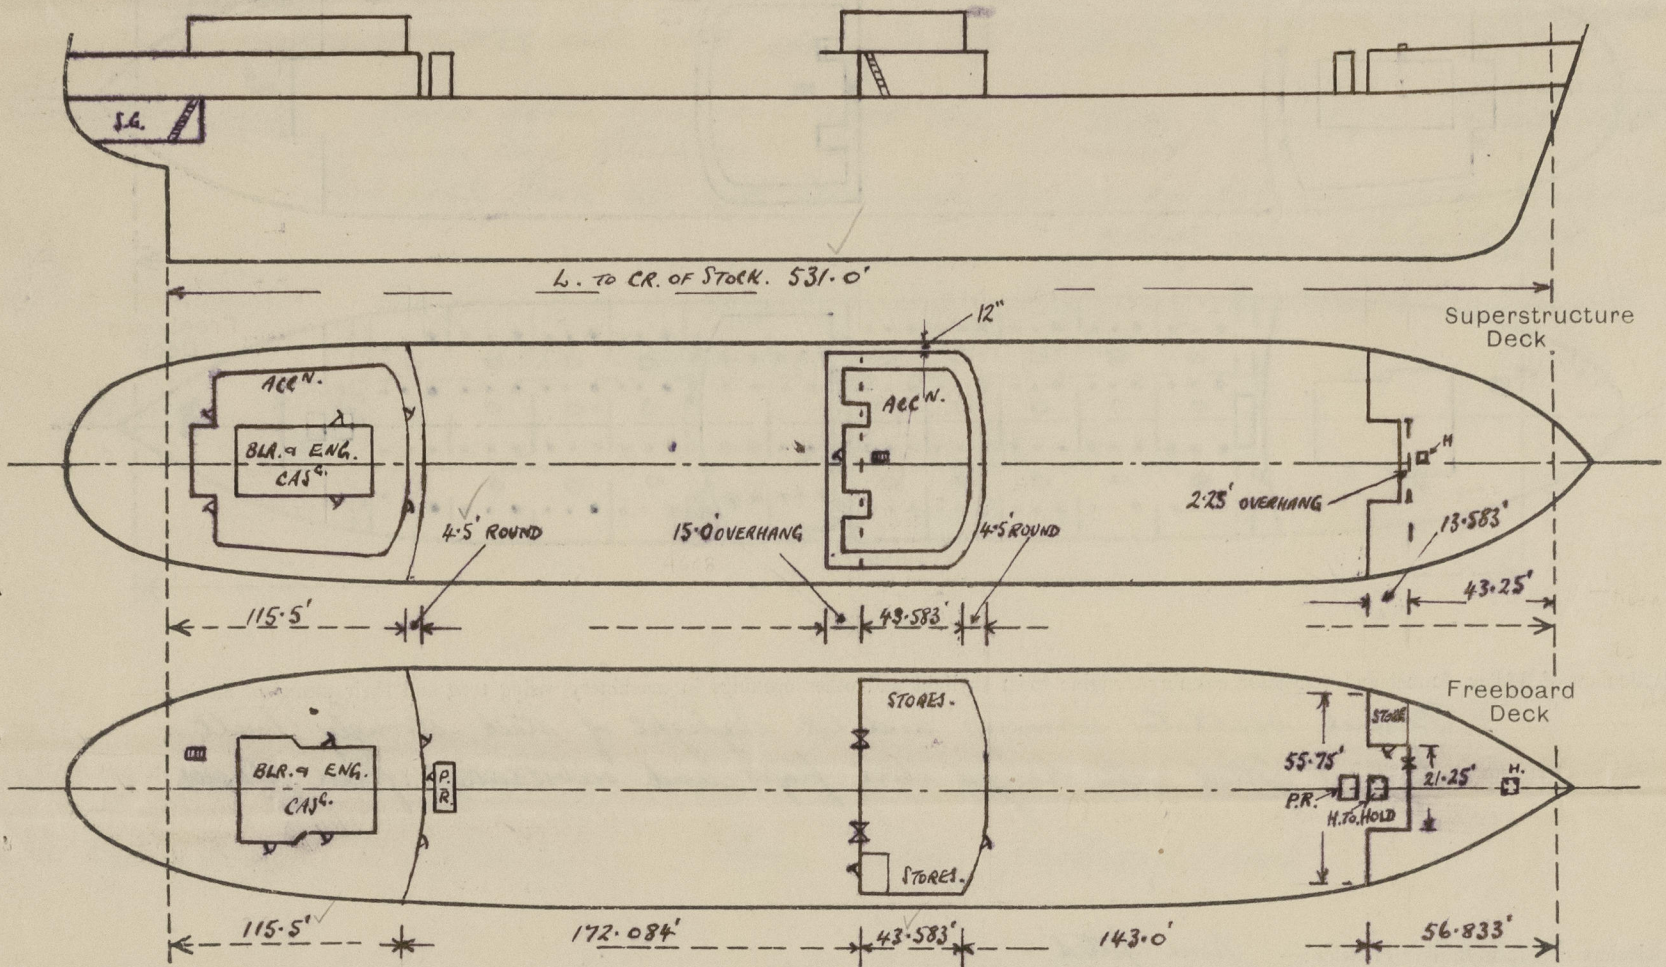 S.G.
L. TO CR. OF STOCK. 531.0'
12"
Superstructure
Deck
ACCN.
BLR. & ENG.
CASG.
ACCN.
H
2.25' OVERHANG
4.5' ROUND
15.0' OVERHANG
4.5' ROUND
13.583'
115.5'
43.583'
43.25'
Freeboard
Deck
STORES.
STORE
BLR. & ENG.
CASG.
P.
R.
55.75'
21.25'
H.
P.R.
H.TO.HOLD
STORES.
115.5'
172.084'
43.583'
143.0'
56.833'